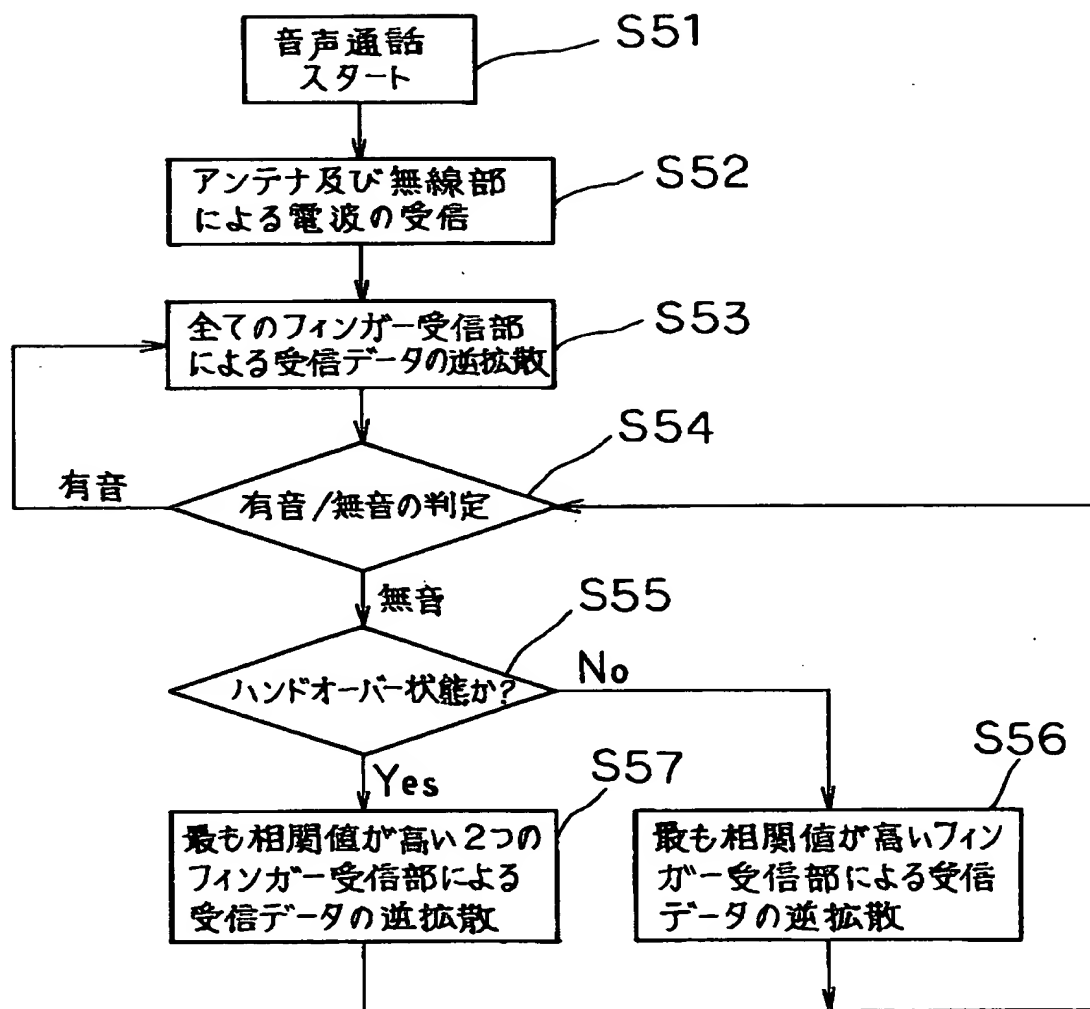 音声通話
スタート
S51
アンテナ及び無線部
による電波の受信
S52
全てのフィンガー受信部
による受信データの逆拡散
S53
S54
有音
有音/無音の判定
無音
S55
ハンドオーバー状態か?
No
Yes
S57
S56
最も相関値が高い2つの
フィンガー受信部による
受信データの逆拡散
最も相関値が高いフィン
ガー受信部による受信
データの逆拡散